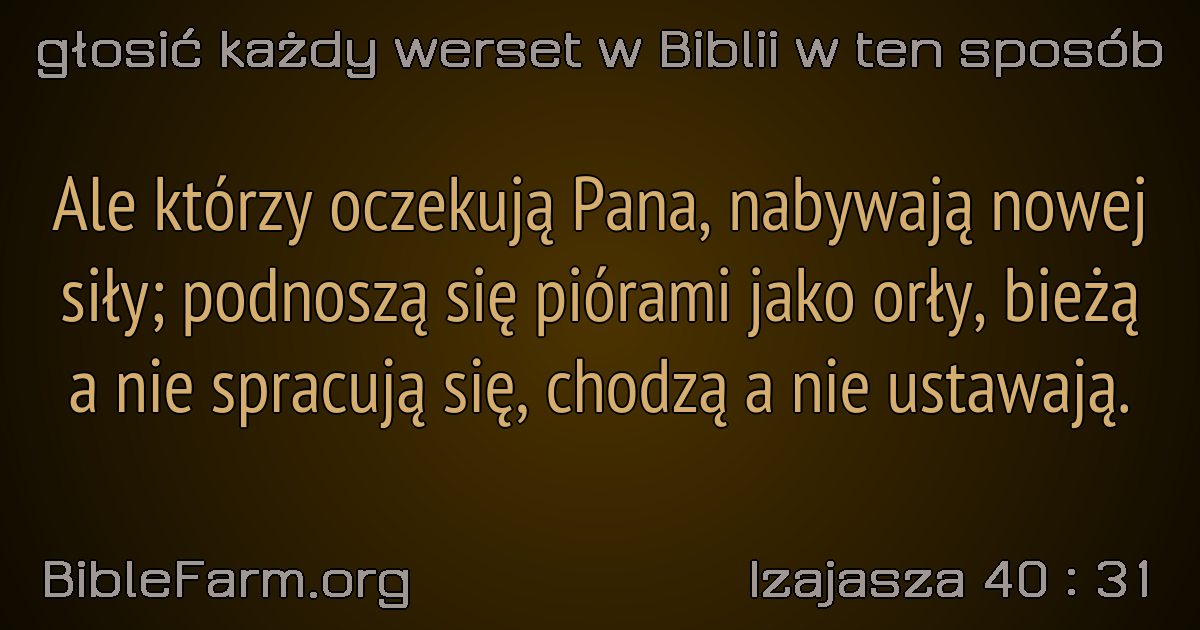 głosić każdy werset w Biblii w ten sposób
Ale którzy oczekują Pana, nabywają nowej
siły; podnoszą się piórami jako orły, bieżą
a nie spracują się, chodzą a nie ustawają.
BibleFarm.org
Izajasza 40 : 31